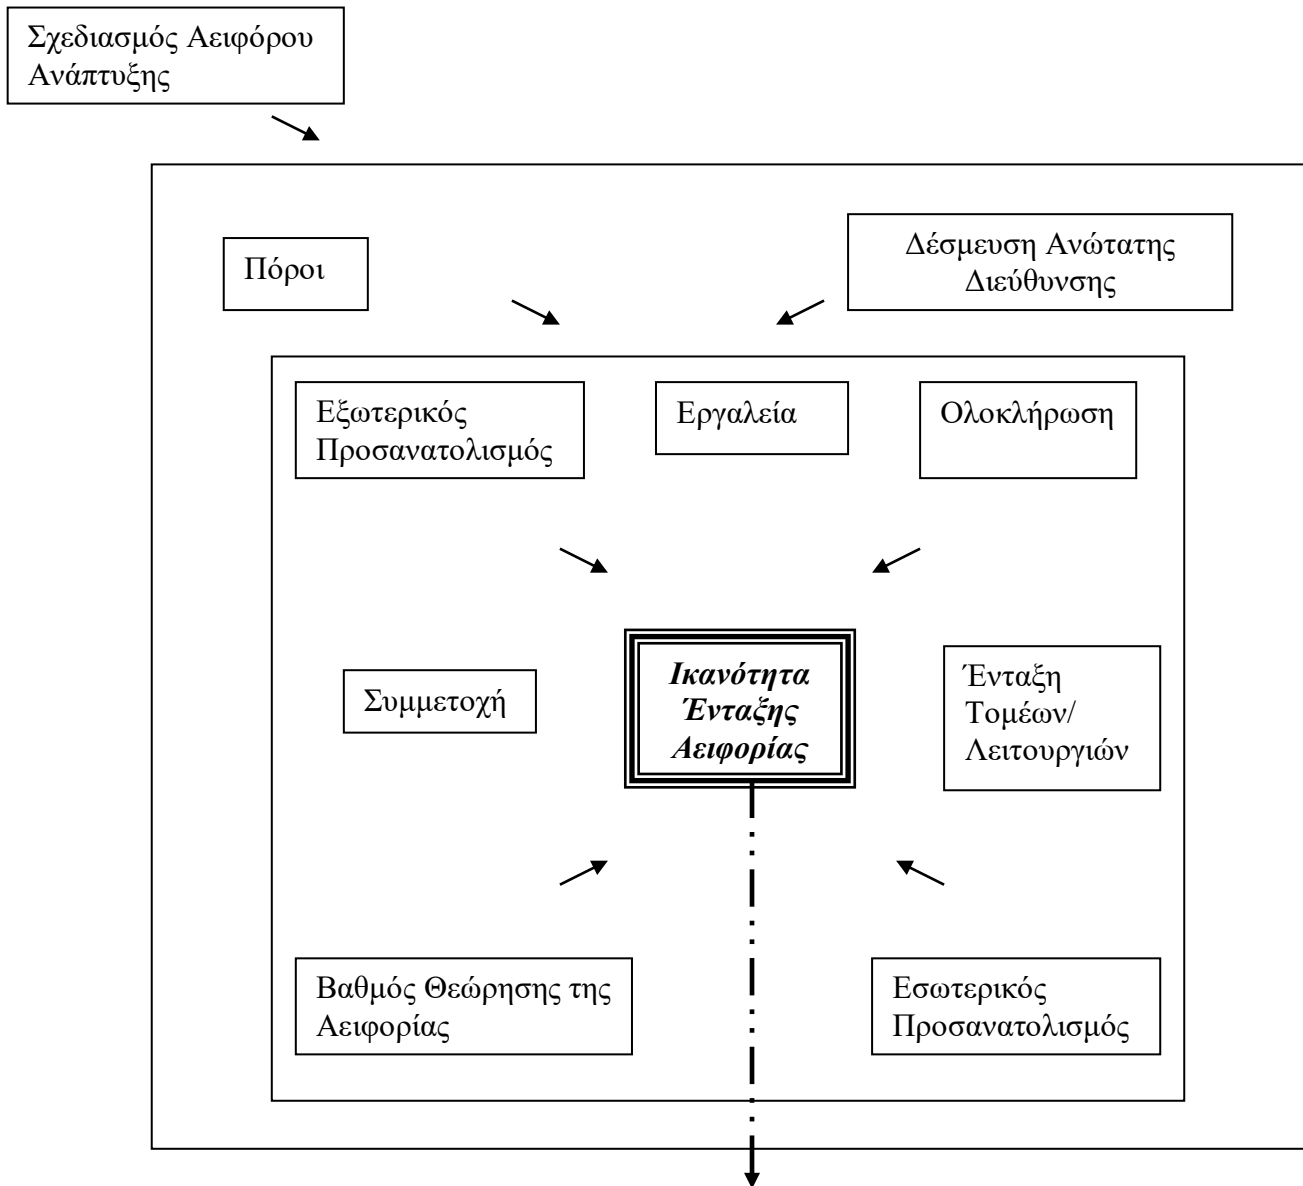 Σχεδιασμός Αειφόρου
Ανάπτυξης
Πόροι
Δέσμευση Ανώτατης
Διεύθυνσης
Εξωτερικός
Προσανατολισμός
Εργαλεία
Ολοκλήρωση
Συμμετοχή
Ικανότητα
Ένταξης
Αειφορίας
Ένταξη
Τομέων/
Λειτουργιών
Βαθμός Θεώρησης της
Αειφορίας
Εσωτερικός
Προσανατολισμός